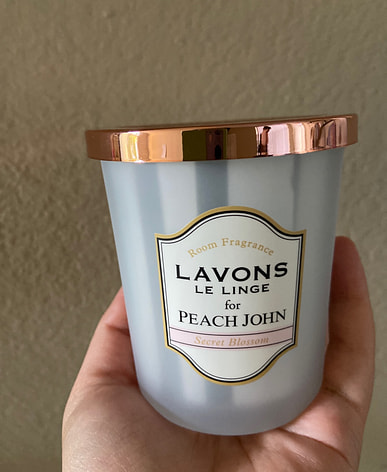 Room Fragrance
LAVONS
LE LINGE
for
PEACH JOHN
Secret Blossom